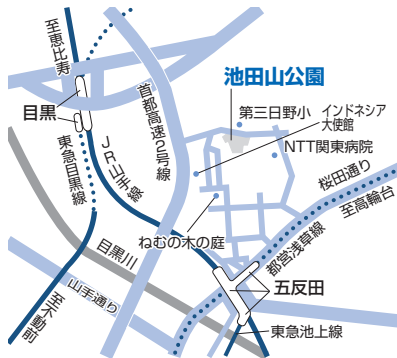 至恵比寿
目黒
東急目黒線
JR山手線
首都高速2号線
池田山公園
第三日野小
インドネシア
大使館
NTT関東病院
桜田通り
至高輪台
都営浅草線
ねむの木の庭
目黒川
山手通り
至不動前
五反田
東急池上線